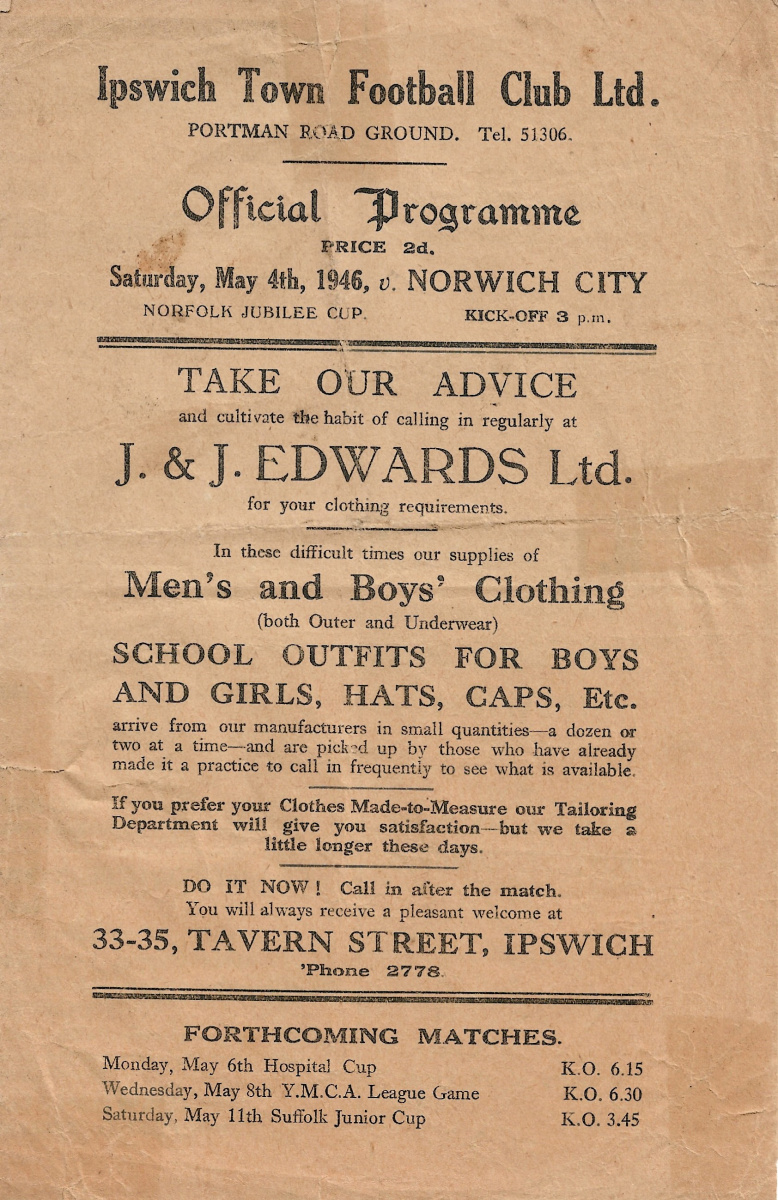 Ipswich Town Football Club Ltd.
PORTMAN ROAD GROUND. Tel. 51306.
Official Programme
PRICE 2d.
Saturday, May 4th, 1946, v. NORWICH CITY
NORFOLK JUBILEE CUP. KICK-OFF 3 p.m.
TAKE OUR ADVICE
and cultivate the habit of calling in regularly at
J. & J. EDWARDS Ltd.
for your clothing requirements.
In these difficult times our supplies of
Men's and Boys' Clothing
(both Outer and Underwear)
SCHOOL OUTFITS FOR BOYS
AND GIRLS, HATS, CAPS, Etc.
arrive from our manufacturers in small quantities—a dozen or
two at a time—and are picked up by those who have already
made it a practice to call in frequently to see what is available.
If you prefer your Clothes Made-to-Measure our Tailoring
Department will give you satisfaction—but we take a
little longer these days.
DO IT NOW! Call in after the match.
You will always receive a pleasant welcome at
33-35, TAVERN STREET, IPSWICH
'Phone 2778.
FORTHCOMING MATCHES.
Monday, May 6th Hospital Cup K.O. 6.15
Wednesday, May 8th Y.M.C.A. League Game K.O. 6.30
Saturday, May 11th Suffolk Junior Cup K.O. 3.45